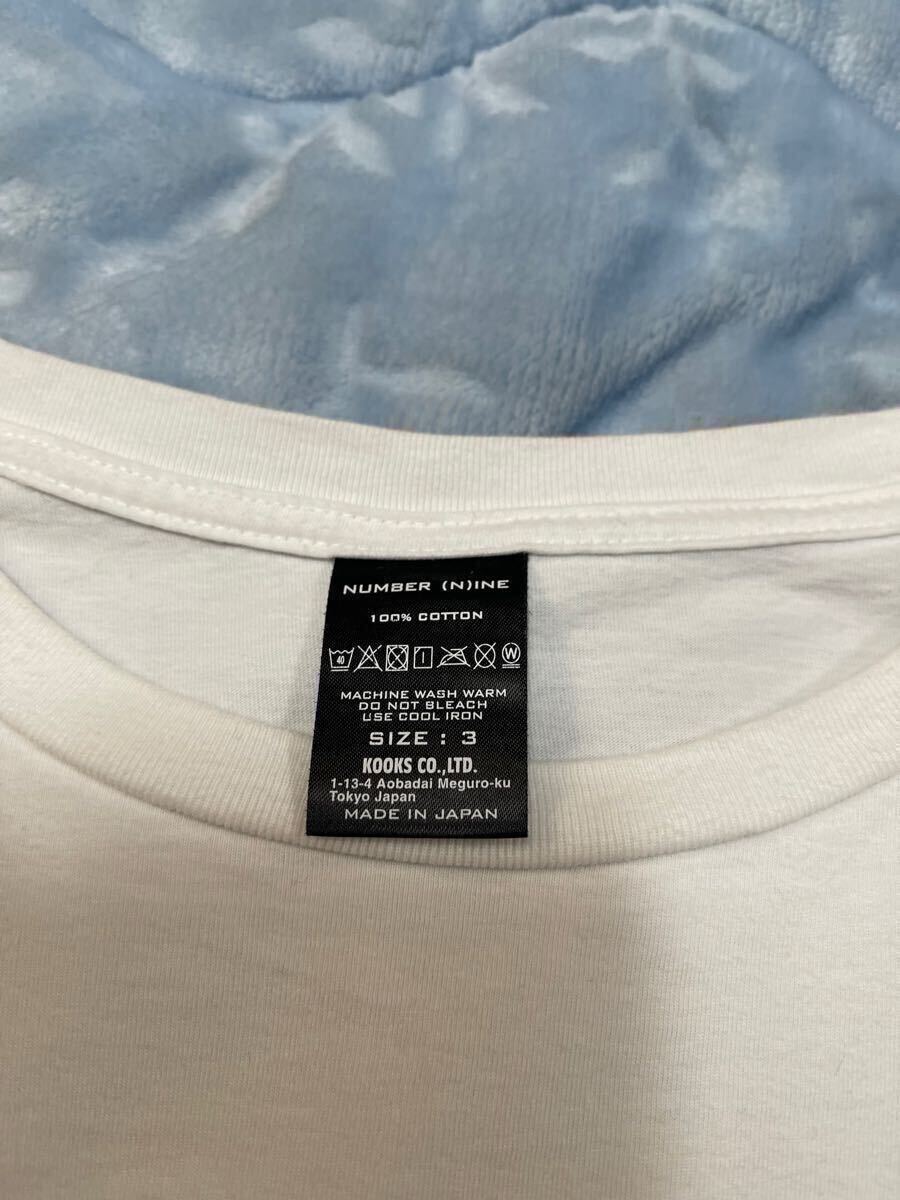 NUMBER (N)INE
100% COTTON
40 W
MACHINE WASH WARM
DO NOT BLEACH
USE COOL IRON
SIZE : 3
KOOKS CO.,LTD.
1-13-4 Aobadai Meguro-ku
Tokyo Japan
MADE IN JAPAN